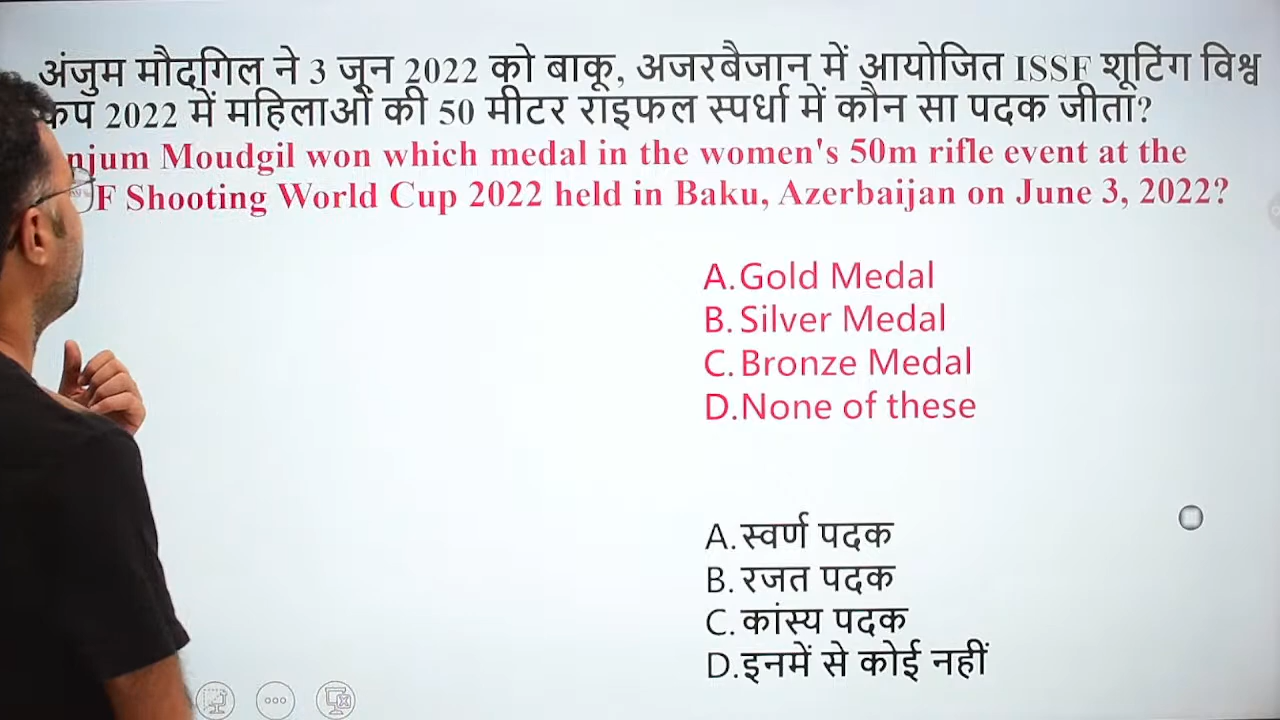 अंजुम मौदगिल ने 3 जून 2022 को बाकू, अजरबैजान में आयोजित ISSF शूटिंग विश्व
कप 2022 में महिलाओं की 50 मीटर राइफल स्पर्धा में कौन सा पदक जीता?
njum Moudgil won which medal in the women's 50m rifle event at the
F Shooting World Cup 2022 held in Baku, Azerbaijan on June 3, 2022?
A. Gold Medal
B. Silver Medal
C. Bronze Medal
D. None of these
A. स्वर्ण पदक
B. रजत पदक
C. कांस्य पदक
D. इनमें से कोई नहीं